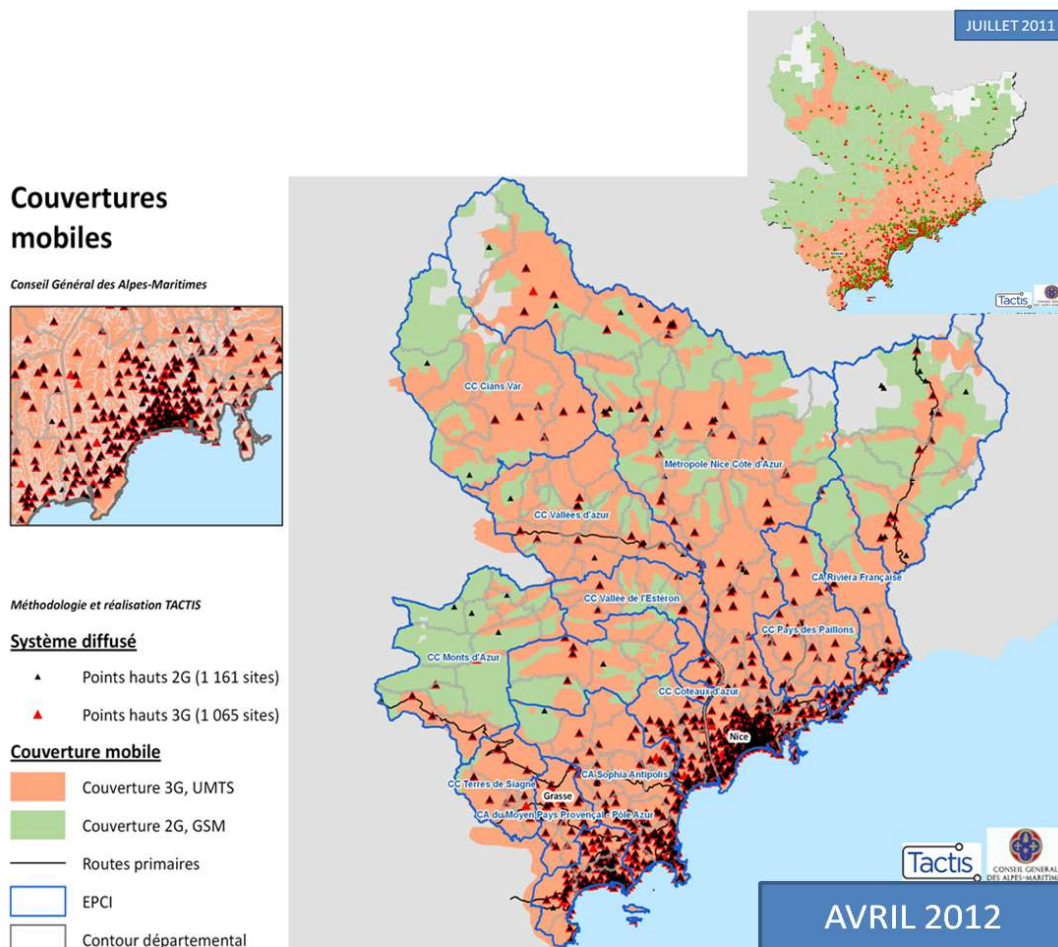 JUILLET 2011
Grasse
Nice
Tactis
Couvertures
mobiles
Conseil Général des Alpes-Maritimes
Méthodologie et réalisation TACTIS
Système diffusé
Points hauts 2G (1 161 sites)
Points hauts 3G (1 065 sites)
Couverture mobile
Couverture 3G, UMTS
Couverture 2G, GSM
Routes primaires
EPCI
Contour départemental
CC Cians Var
Métropole Nice Côte d'Azur
CC Vallées d'azur
CA Riviéra Française
CC Vallée de l'Estéron
CC Pays des Paillons
CC Monts d'Azur
CC Coteaux d'azur
Nice
CA Sophia Antipolis
CC Terres de Siagne
Grasse
CA du Moyen Pays Provençal - Pôle Azur
Tactis
CONSEIL GENERAL
DES ALPES-MARITIM
AVRIL 2012